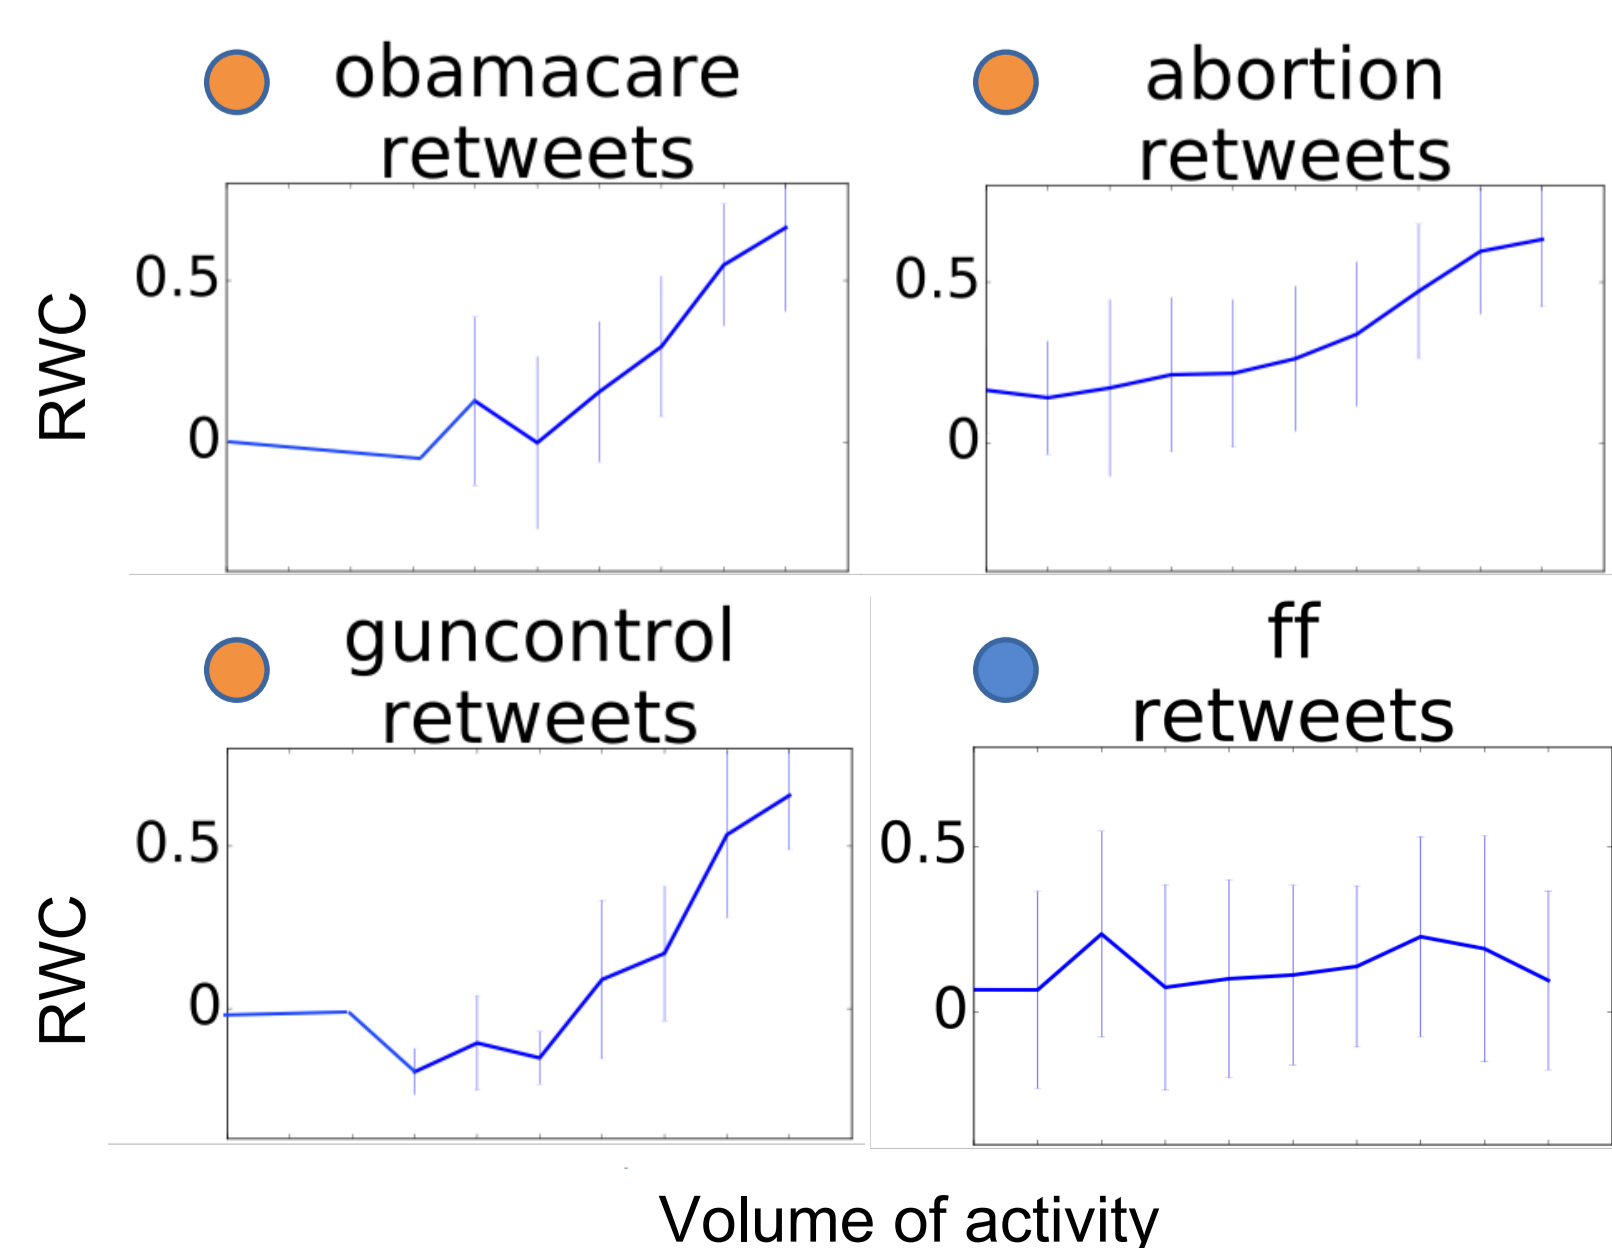 obamacare
retweets
abortion
retweets
RWC
0.5
0
0.5
0
guncontrol
retweets
ff
retweets
RWC
0.5
0
0.5
0
Volume of activity